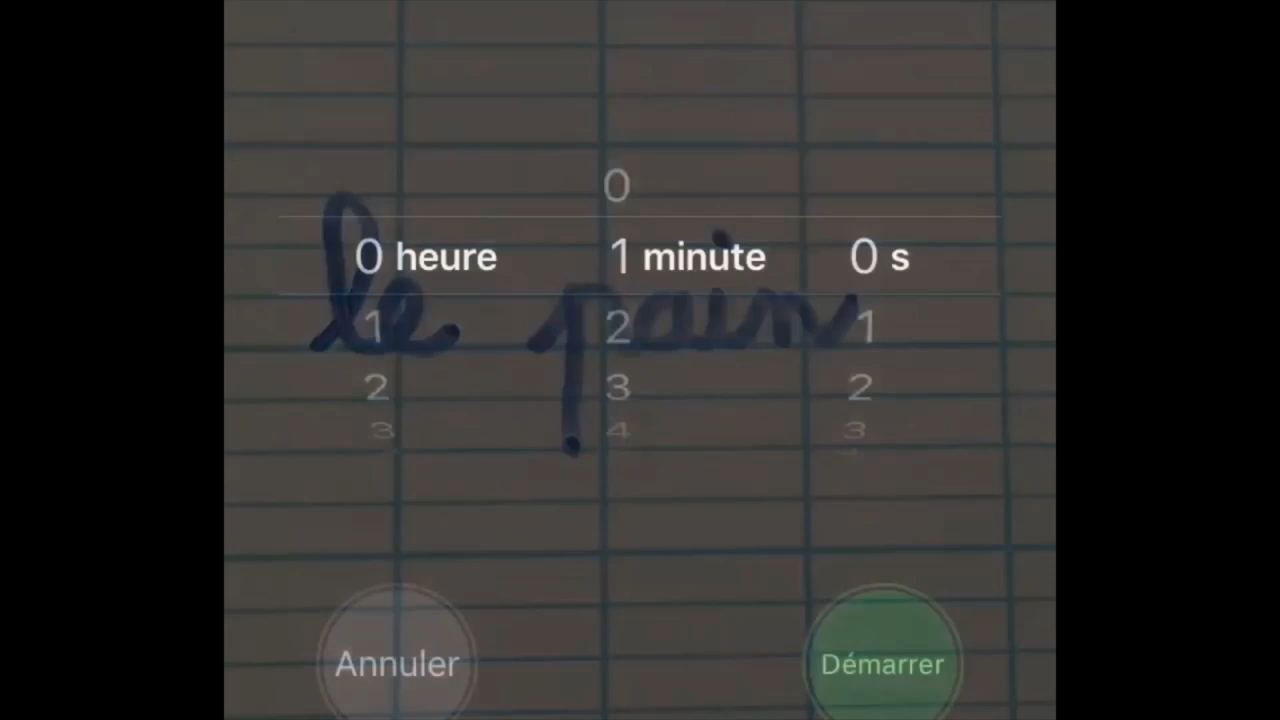 0
0 heure 1 minute 0 s
le pain
1 2 1
2 3 2
3 4 3
Annuler Démarrer